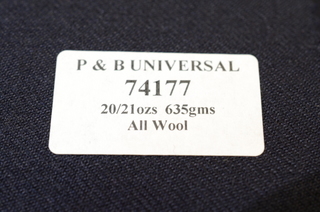 P & B UNIVERSAL
74177
20/21ozs 635gms
All Wool